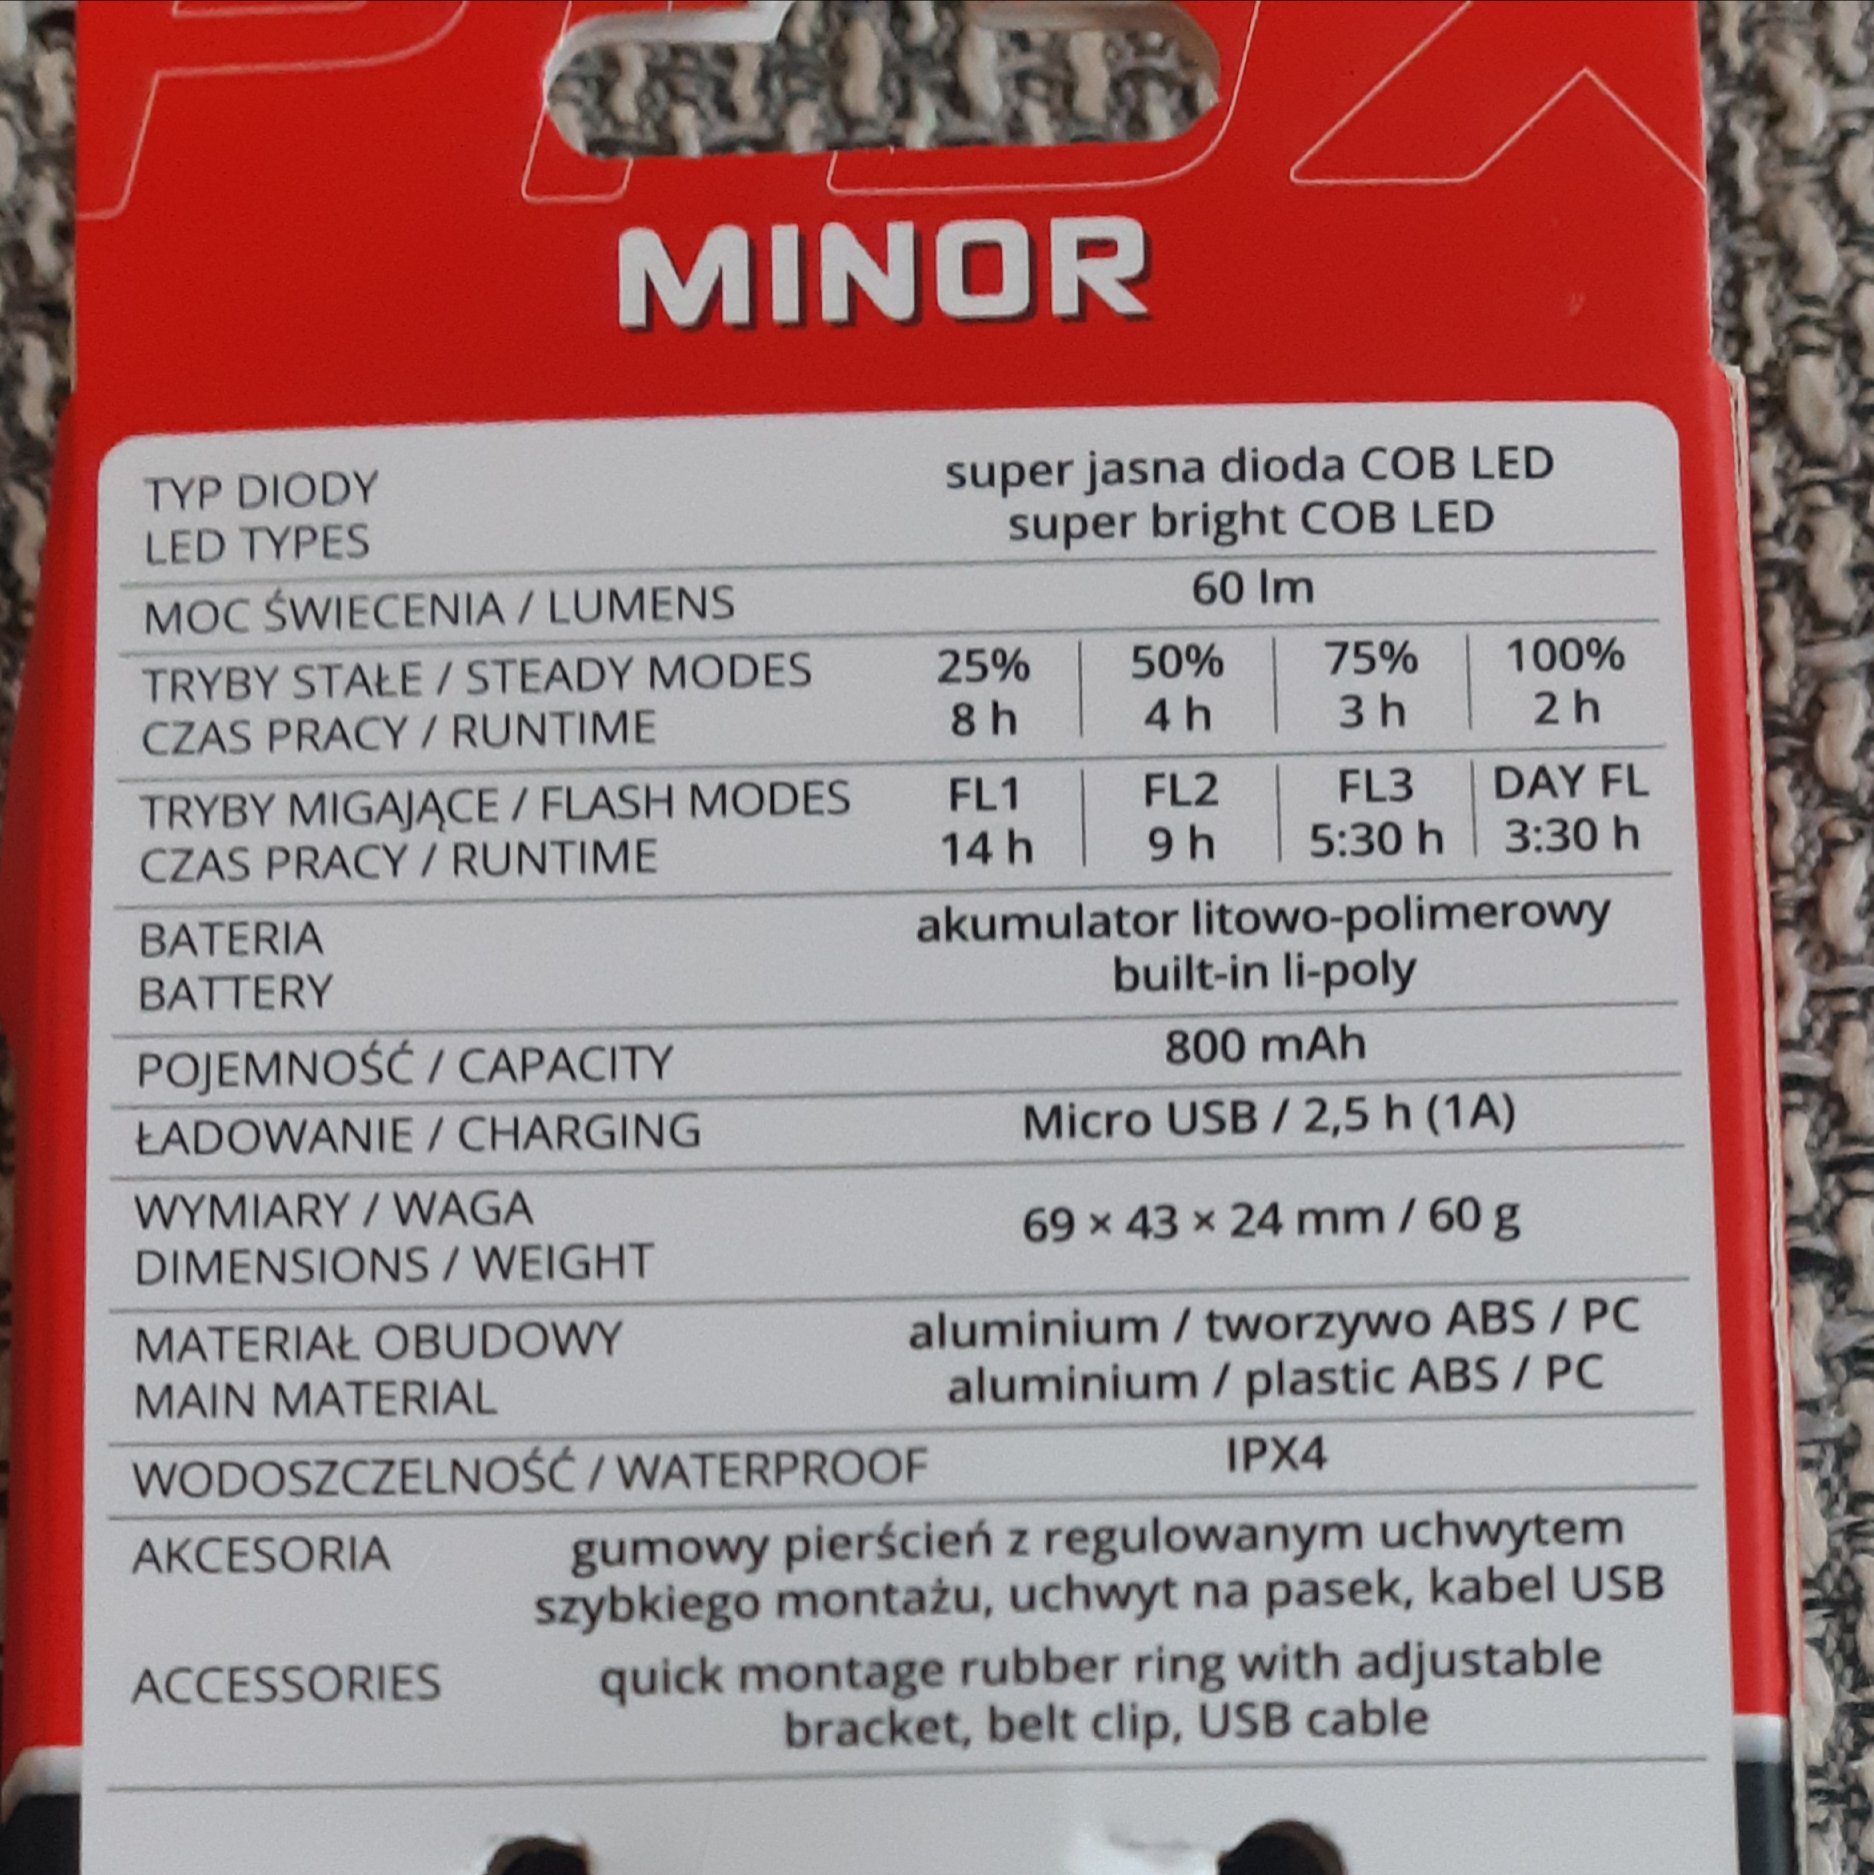 MINOR
TYP DIODY
LED TYPES
super jasna dioda COB LED
super bright COB LED
MOC ŚWIECENIA / LUMENS
60 lm
TRYBY STAŁE / STEADY MODES
25% 50% 75% 100%
CZAS PRACY / RUNTIME
8 h 4 h 3 h 2 h
TRYBY MIGAJĄCE / FLASH MODES
FL1 FL2 FL3 DAY FL
CZAS PRACY / RUNTIME
14 h 9 h 5:30 h 3:30 h
BATERIA
BATTERY
akumulator litowo-polimerowy
built-in li-poly
POJEMNOŚĆ / CAPACITY
800 mAh
ŁADOWANIE / CHARGING
Micro USB / 2,5 h (1A)
WYMIARY / WAGA
DIMENSIONS / WEIGHT
69 × 43 × 24 mm / 60 g
MATERIAŁ OBUDOWY
MAIN MATERIAL
aluminium / tworzywo ABS / PC
aluminium / plastic ABS / PC
WODOSZCZELNOŚĆ / WATERPROOF
IPX4
AKCESORIA
gumowy pierścień z regulowanym uchwytem
szybkiego montażu, uchwyt na pasek, kabel USB
ACCESSORIES
quick montage rubber ring with adjustable
bracket, belt clip, USB cable